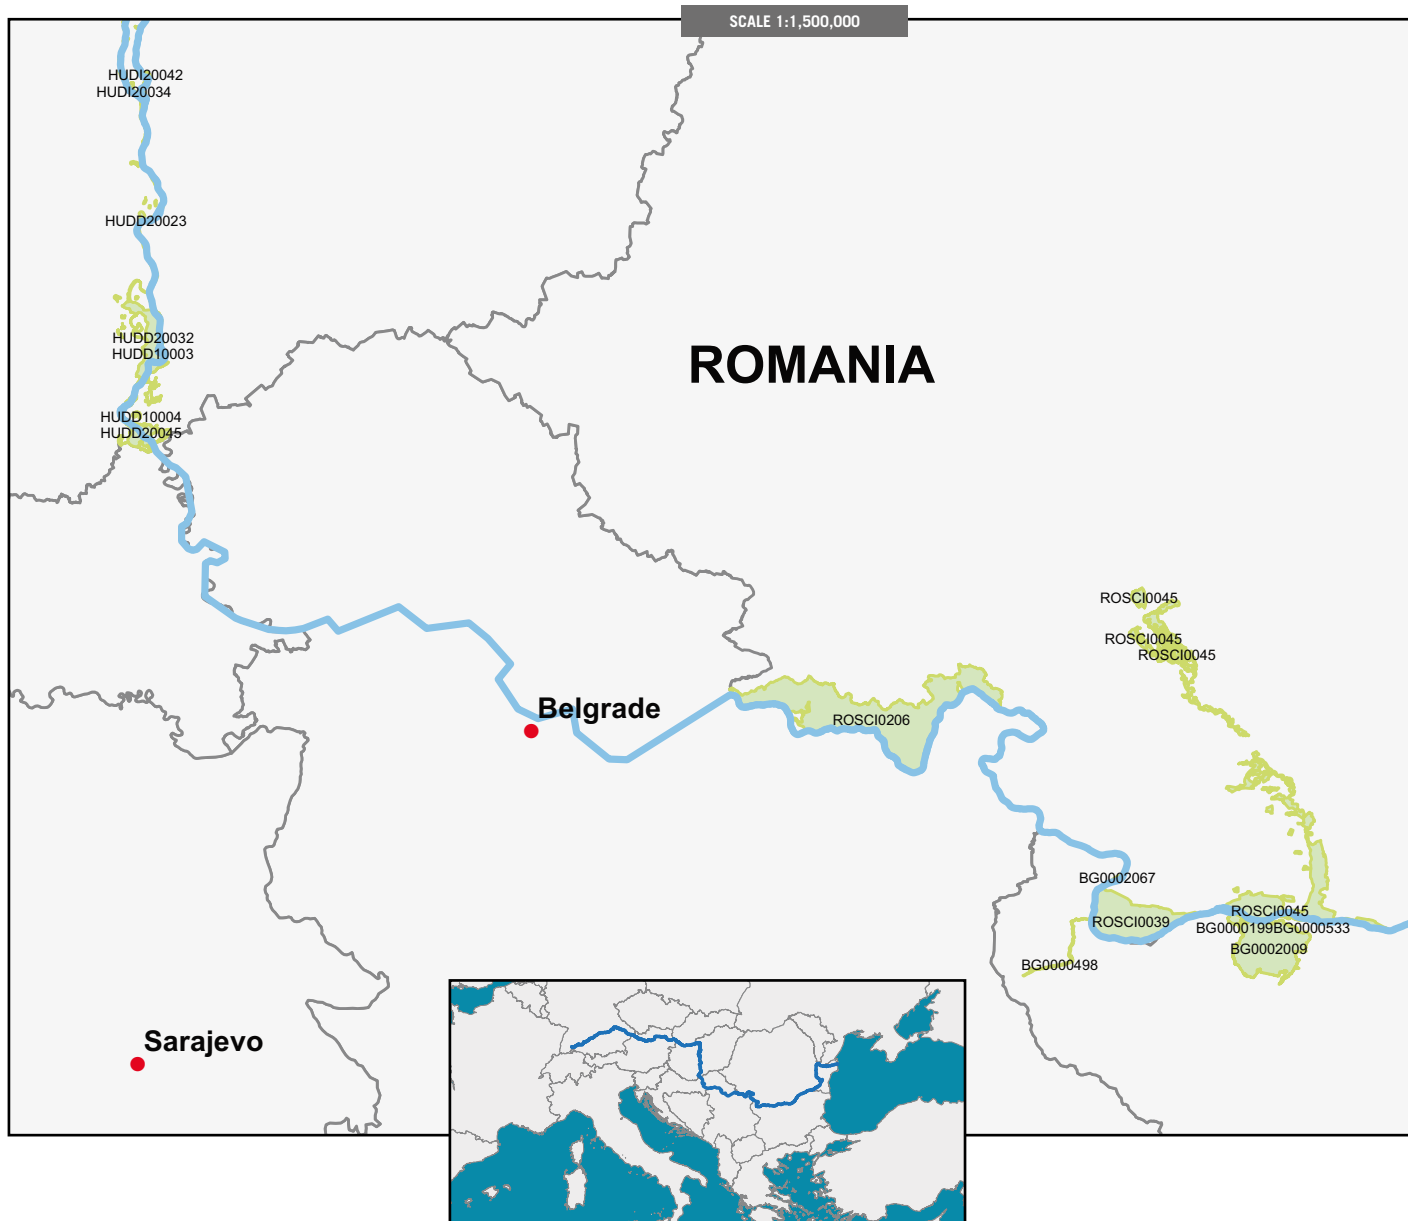 SCALE 1:1,500,000
HUDI20042
HUDI20034
HUDD20023
HUDD20032
HUDD10003
ROMANIA
HUDD10004
HUDD20045
ROSCI0045
ROSCI0045
ROSCI0045
Belgrade
ROSCI0206
BG0002067
ROSCI0045
ROSCI0039
BG0000199BG0000533
BG0002009
BG0000498
Sarajevo